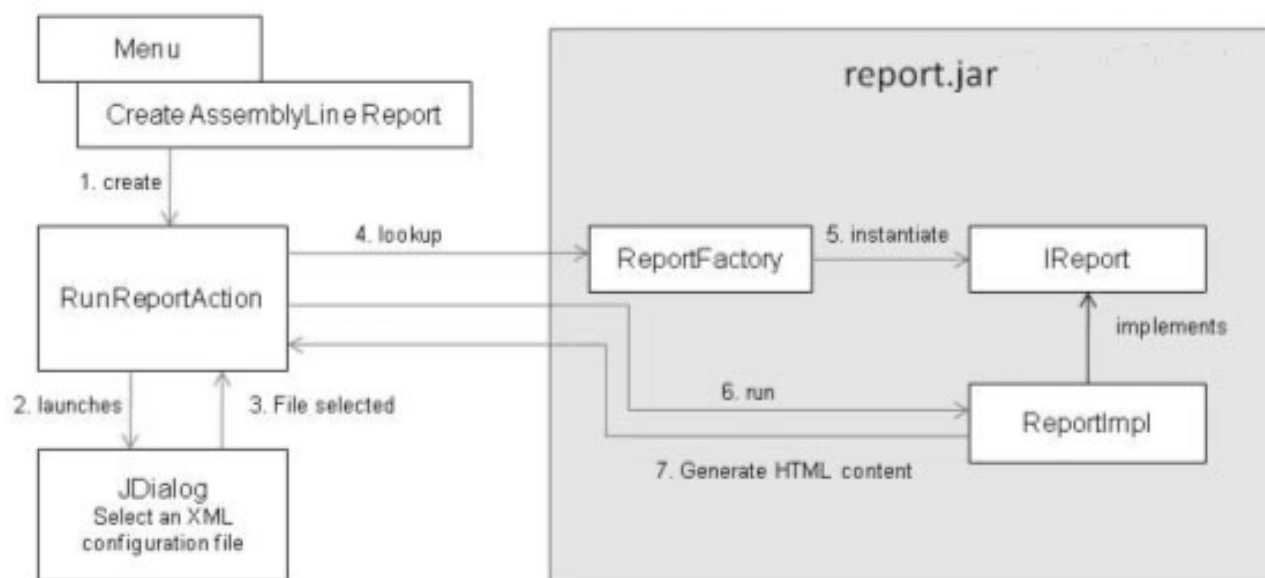 Menu
Create AssemblyLine Report
1. create
RunReportAction
2. launches
3. File selected
JDialog
Select an XML
configuration file
4. lookup
report.jar
ReportFactory
5. instantiate
IReport
implements
6. run
ReportImpl
7. Generate HTML content